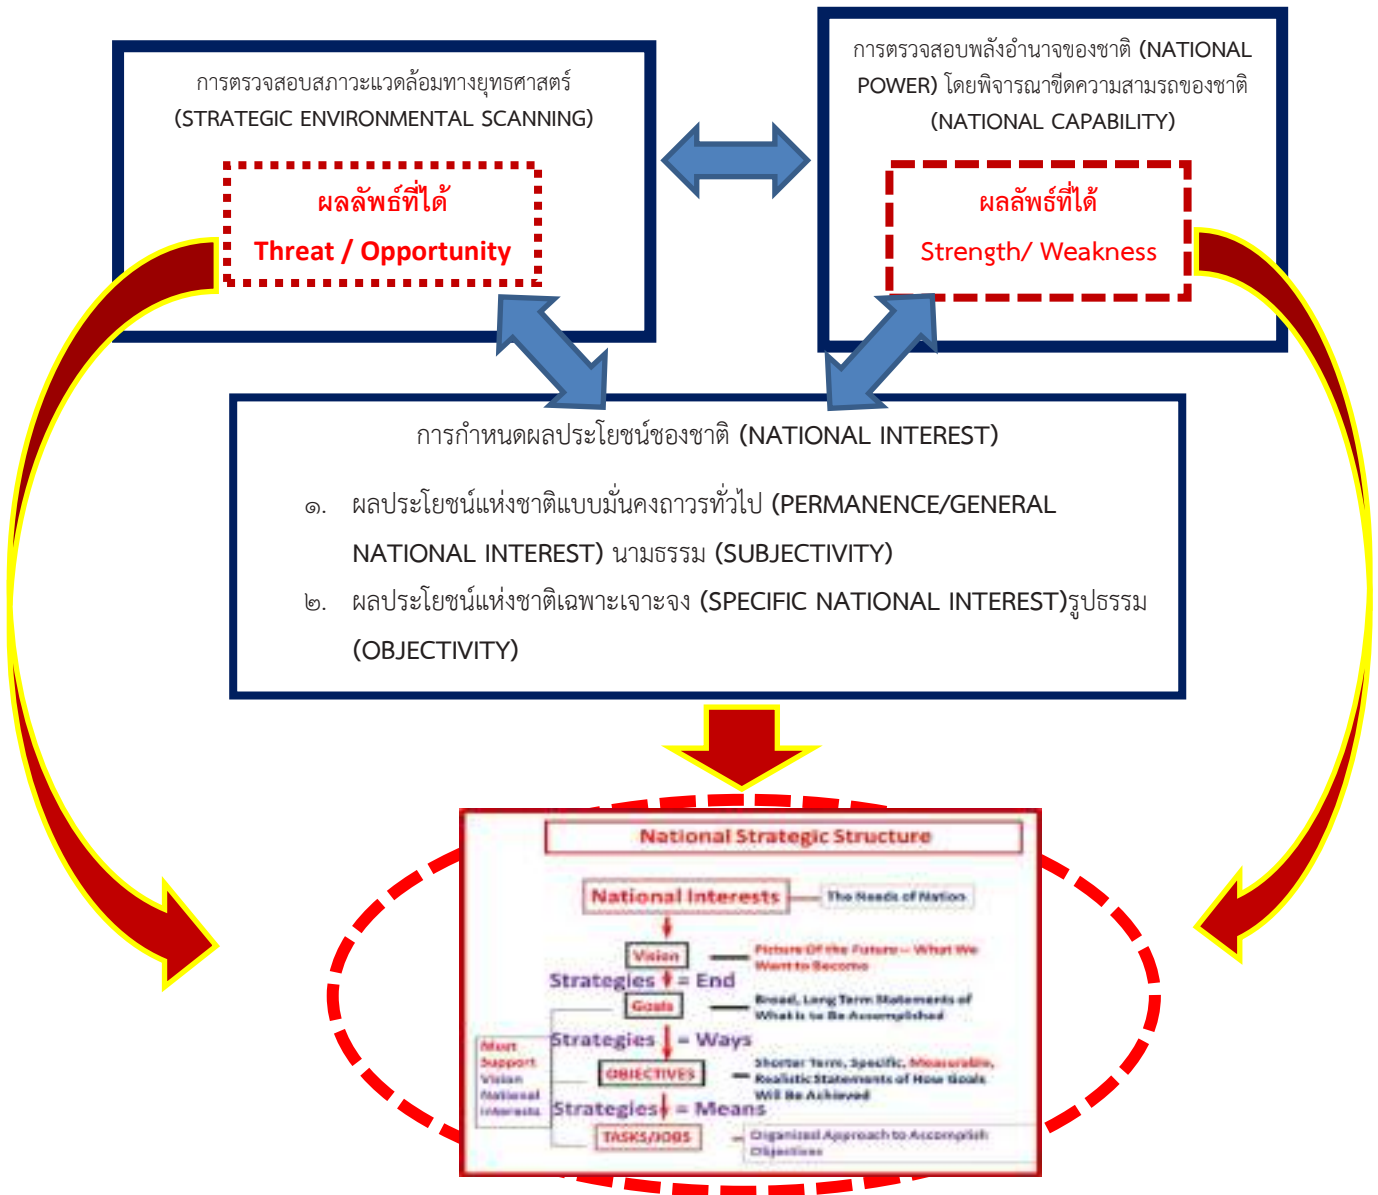 การตรวจสอบสภาวะแวดล้อมทางยุทธศาสตร์
(STRATEGIC ENVIRONMENTAL SCANNING)
ผลลัพธ์ที่ได้
Threat / Opportunity
การตรวจสอบพลังอำนาจของชาติ (NATIONAL
POWER) โดยพิจารณาขีดความสามรถของชาติ
(NATIONAL CAPABILITY)
ผลลัพธ์ที่ได้
Strength/ Weakness
การกำหนดผลประโยชน์ชองชาติ (NATIONAL INTEREST)
๑. ผลประโยชน์แห่งชาติแบบมั่นคงถาวรทั่วไป (PERMANENCE/GENERAL
NATIONAL INTEREST) นามธรรม (SUBJECTIVITY)
๒. ผลประโยชน์แห่งชาติเฉพาะเจาะจง (SPECIFIC NATIONAL INTEREST)รูปธรรม
(OBJECTIVITY)
National Strategic Structure
National Interests
The Needs of Nation
Vision
Picture Of the Future – What We
Want to Become
Strategies = End
Goals
Broad, Long Term Statements of
What is to Be Accomplished
Strategies = Ways
Must
Support
Vision
National
Interests
OBJECTIVES
Shorter Term, Specific, Measurable,
Realistic Statements of How Goals
Will Be Achieved
Strategies = Means
TASKS/JOBS
Organized Approach to Accomplish
Objectives